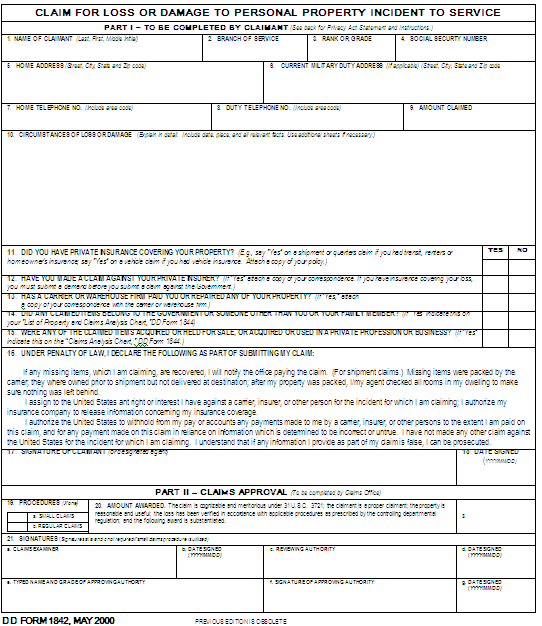 CLAIM FOR LOSS OR DAMAGE TO PERSONAL PROPERTY INCIDENT TO SERVICE
PART I – TO BE COMPLETED BY CLAIMANT (See back for Privacy Act Statement and Instructions.)
1. NAME OF CLAIMANT (Last, First, Middle Initial)
2. BRANCH OF SERVICE
3. RANK OR GRADE
4. SOCIAL SECURITY NUMBER
5. HOME ADDRESS (Street, City, State and Zip code)
6. CURRENT MILITARY DUTY ADDRESS (If applicable) (Street, City, State and Zip code
7. HOME TELEPHONE NO. (Include area code)
8. DUTY TELEPHONE NO. (Include area code)
9. AMOUNT CLAIMED
10. CIRCUMSTANCES OF LOSS OR DAMAGE (Explain in detail. Include date, place, and all relevant facts. Use additional sheets if necessary.)
11. DID YOU HAVE PRIVATE INSURANCE COVERING YOUR PROPERTY? (E.g., say "Yes" on a shipment or quarters claim if you had transit, renters or
homeowner's insurance; say "Yes" on a vehicle claim if you had vehicle insurance. Attach a copy of your policy.)
YES
NO
12. HAVE YOU MADE A CLAIM AGAINST YOUR PRIVATE INSURER? (If "Yes" attach a copy of your correspondence. If you have insurance covering your loss,
you must submit a demand before you submit a claim against the Government.)
13. HAS A CARRIER OR WAREHOUSE FIRM PAID YOU OR REPAIRED ANY OF YOUR PROPERTY? (If "Yes," attach
a copy of your correspondence with the carrier or warehouse firm.)
14. DID ANY CLAIMED ITEMS BELONG TO THE GOVERNMENT OR SOMEONE OTHER THAN YOU OR YOUR FAMILY MEMBER? (If "Yes" indicate this on
your "List of Property and Claims Analysis Chart, "DD Form 1844)
15. WERE ANY OF THE CLAIMED ITEMS ACQUIRED OR HELD FOR SALE, OR ACQUIRED OR USED IN A PRIVATE PROFESSION OR BUSINESS? (If "Yes"
indicate this on the "Claims Analysis Chart," DD Form 1844.)
16. UNDER PENALTY OF LAW, I DECLARE THE FOLLOWING AS PART OF SUBMITTING MY CLAIM:
If any missing items, which I am claiming, are recovered, I will notify the office paying the claim. (For shipment claims.) Missing items were packed by the
carrier; they where owned prior to shipment but not delivered at destination; after my property was packed, I/my agent checked all rooms in my dwelling to make
sure nothing was left behind.
I assign to the United States ant right or interest I have against a carrier, insurer, or other person for the incident for which I am claiming; I authorize my
insurance company to release information concerning my insurance coverage.
I authorize the United States to withhold from my pay or accounts any payments made to me by a carrier, insurer, or other persons to the extent I am paid on
this claim, and for any payment made on this claim in reliance on information which is determined to be incorrect or untrue. I have not made any other claim against
the United States for the incident for which I am claiming. I understand that if any information I provide as part of my claim is false, I can be prosecuted.
17. SIGNATURE OF CLAIMANT (or designated agent)
18. DATE SIGNED
(YYYYMMDD)
PART II – CLAIMS APPROVAL (To be completed by Claims Office)
19. PROCEDURES (X one)
a. SMALL CLAIMS
b. REGULAR CLAIMS
20. AMOUNT AWARDED. The claim is cognizable and meritorious under 31 U.S.C. 3721; the claimant is proper claimant; the property is
reasonable and useful; the loss has been verified in accordance with applicable procedures as prescribed by the controlling departmental
regulation; and the following award is substantiated.
21. SIGNATURES
a. CLAIMS EXAMINER
b. DATE SIGNED
(YYYYMMDD)
c. REVIEWING AUTHORITY
d. DATE SIGNED
(YYYYMMDD)
e. TYPED NAME AND GRADE OF APPROVING AUTHORITY
f. SIGNATURE OF APPROVING AUTHORITY
g. DATE SIGNED
(YYYYMMDD)
DD FORM 1842, MAY 2000
PREVIOUS EDITION IS OBSOLETE